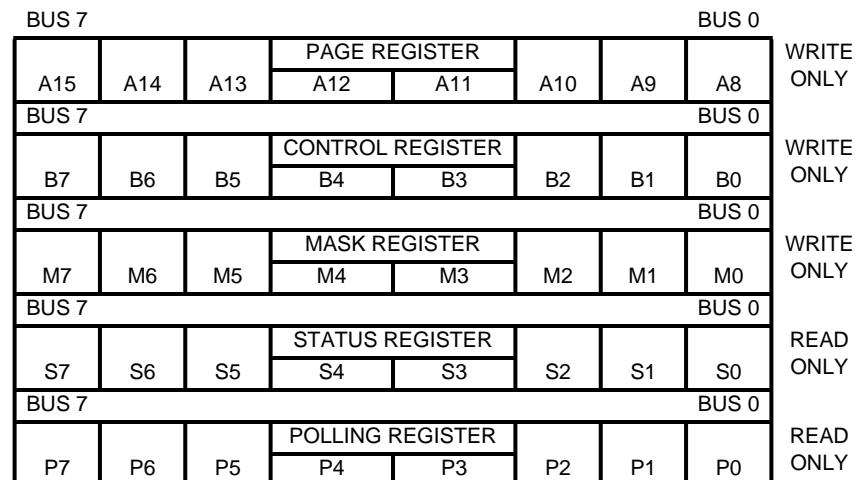 BUS 7 BUS 0
PAGE REGISTER WRITE
A15 A14 A13 A12 A11 A10 A9 A8 ONLY
BUS 7 BUS 0
CONTROL REGISTER WRITE
B7 B6 B5 B4 B3 B2 B1 B0 ONLY
BUS 7 BUS 0
MASK REGISTER WRITE
M7 M6 M5 M4 M3 M2 M1 M0 ONLY
BUS 7 BUS 0
STATUS REGISTER READ
S7 S6 S5 S4 S3 S2 S1 S0 ONLY
BUS 7 BUS 0
POLLING REGISTER READ
P7 P6 P5 P4 P3 P2 P1 P0 ONLY